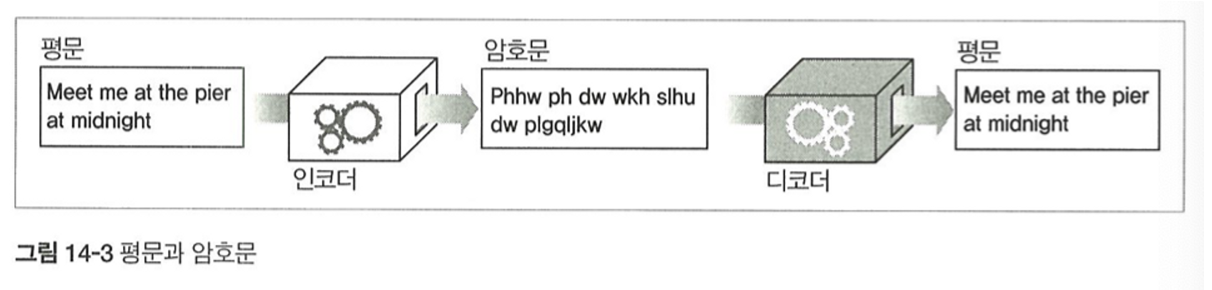 평문
Meet me at the pier
at midnight
인코더
암호문
Phhw ph dw wkh slhu
dw plgqljkw
디코더
평문
Meet me at the pier
at midnight
그림 14-3 평문과 암호문